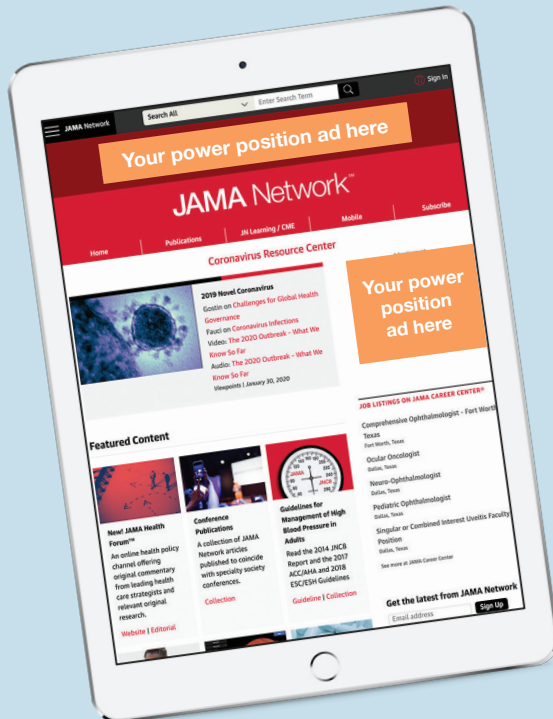 JAMA Network
Search All
Enter Search Term
Sign In
Your power position ad here
JAMA Network™
Home
Publications
JN Learning / CME
Mobile
Subscribe
Coronavirus Resource Center
2019 Novel Coronavirus
Gostin on Challenges for Global Health
Governance
Fauci on Coronavirus Infections
Video: The 2020 Outbreak - What We
Know So Far
Audio: The 2020 Outbreak - What We
Know So Far
Viewpoints | January 30, 2020
Your power
position
ad here
Featured Content
New! JAMA Health
Forum™
An online health policy
channel offering
original commentary
from leading health
care strategists and
relevant original
research.
Website | Editorial
Conference
Publications
A collection of JAMA
Network articles
published to coincide
with specialty society
conferences.
Collection
JAMA
JNC8
Guidelines for
Management of High
Blood Pressure in
Adults
Read the 2014 JNC8
Report and the 2017
ACC/AHA and 2018
ESC/ESH Guidelines
Guideline | Collection
JOB LISTINGS ON JAMA CAREER CENTER®
Comprehensive Ophthalmologist - Fort Worth
Texas
Fort Worth, Texas
Ocular Oncologist
Dallas, Texas
Neuro-Ophthalmologist
Dallas, Texas
Pediatric Ophthalmologist
Dallas, Texas
Singular or Combined Interest Uveitis Faculty
Position
Dallas, Texas
See more at JAMA Career Center
Get the latest from JAMA Network
Email address
Sign Up